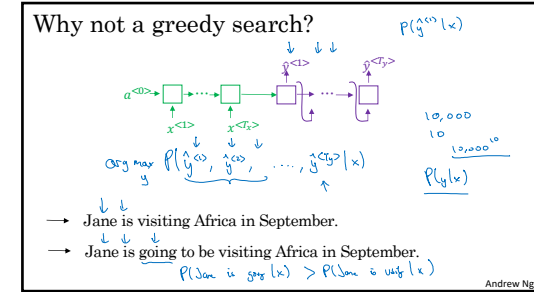 Why not a greedy search?
P(ŷ^<1>|x)
ŷ^<1> ŷ^<Ty>
a^<0> → ... → → ...
x^<1> x^<Tx>
10,000
10
10,000^10
arg max P(ŷ^<1>, ŷ^<2>, ..., ŷ^<Ty>|x)
y
P(y|x)
→ Jane is visiting Africa in September.
→ Jane is going to be visiting Africa in September.
P(Jane is going |x) > P(Jane is visit |x)
Andrew Ng